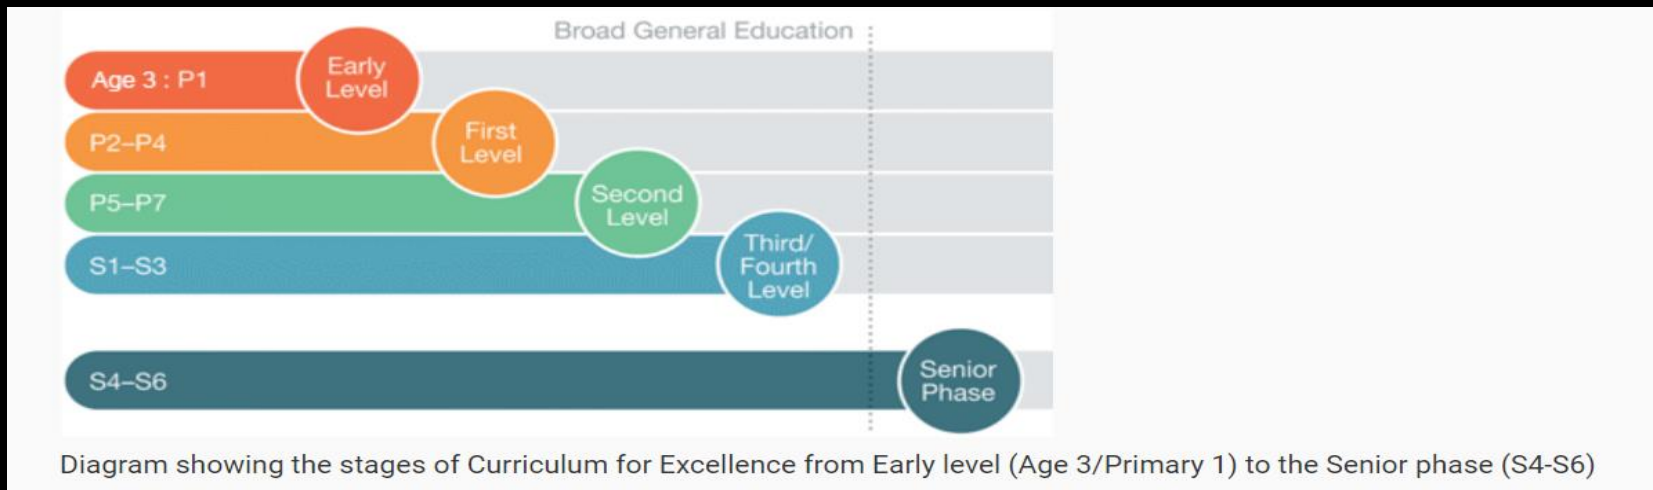 Broad General Education
Age 3 : P1
Early
Level
P2–P4
First
Level
P5–P7
Second
Level
S1–S3
Third/
Fourth
Level
S4–S6
Senior
Phase
Diagram showing the stages of Curriculum for Excellence from Early level (Age 3/Primary 1) to the Senior phase (S4-S6)